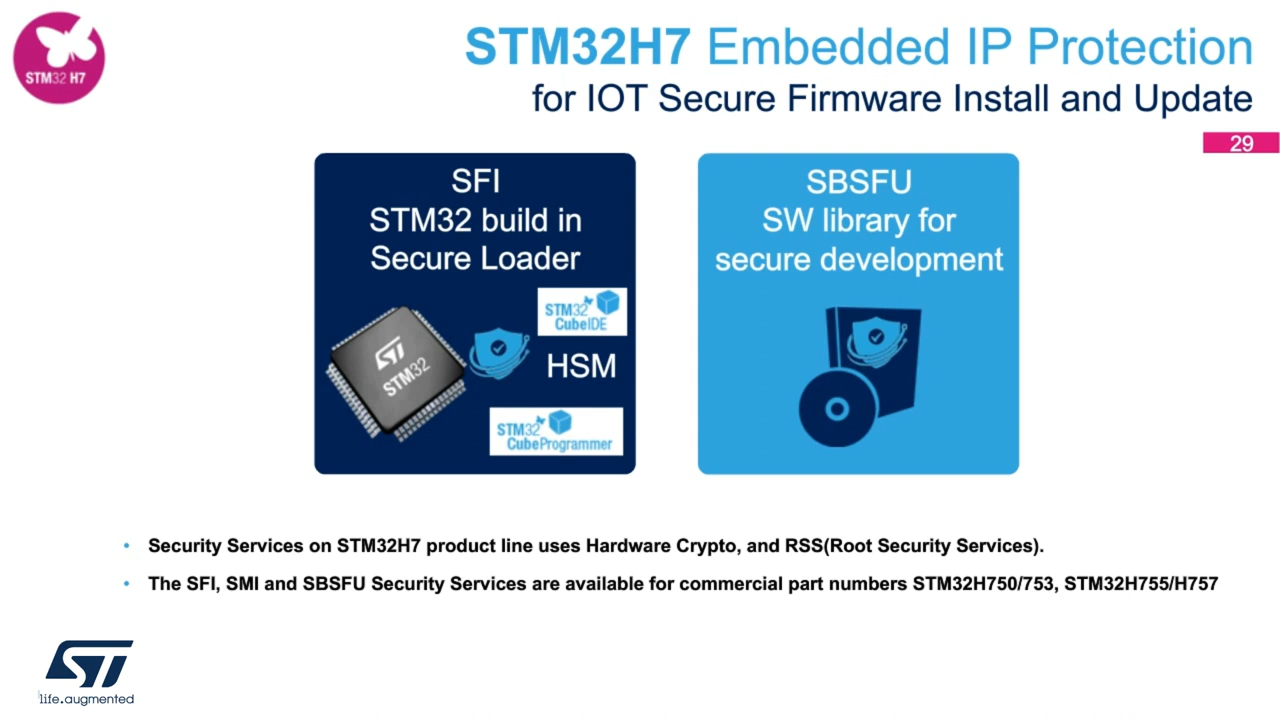 STM32 H7
STM32H7 Embedded IP Protection
for IOT Secure Firmware Install and Update
29
SFI
STM32 build in
Secure Loader
STM32
CubeIDE
HSM
ST
STM32
STM32
CubeProgrammer
SBSFU
SW library for
secure development
• Security Services on STM32H7 product line uses Hardware Crypto, and RSS(Root Security Services).
• The SFI, SMI and SBSFU Security Services are available for commercial part numbers STM32H750/753, STM32H755/H757
ST
life.augmented